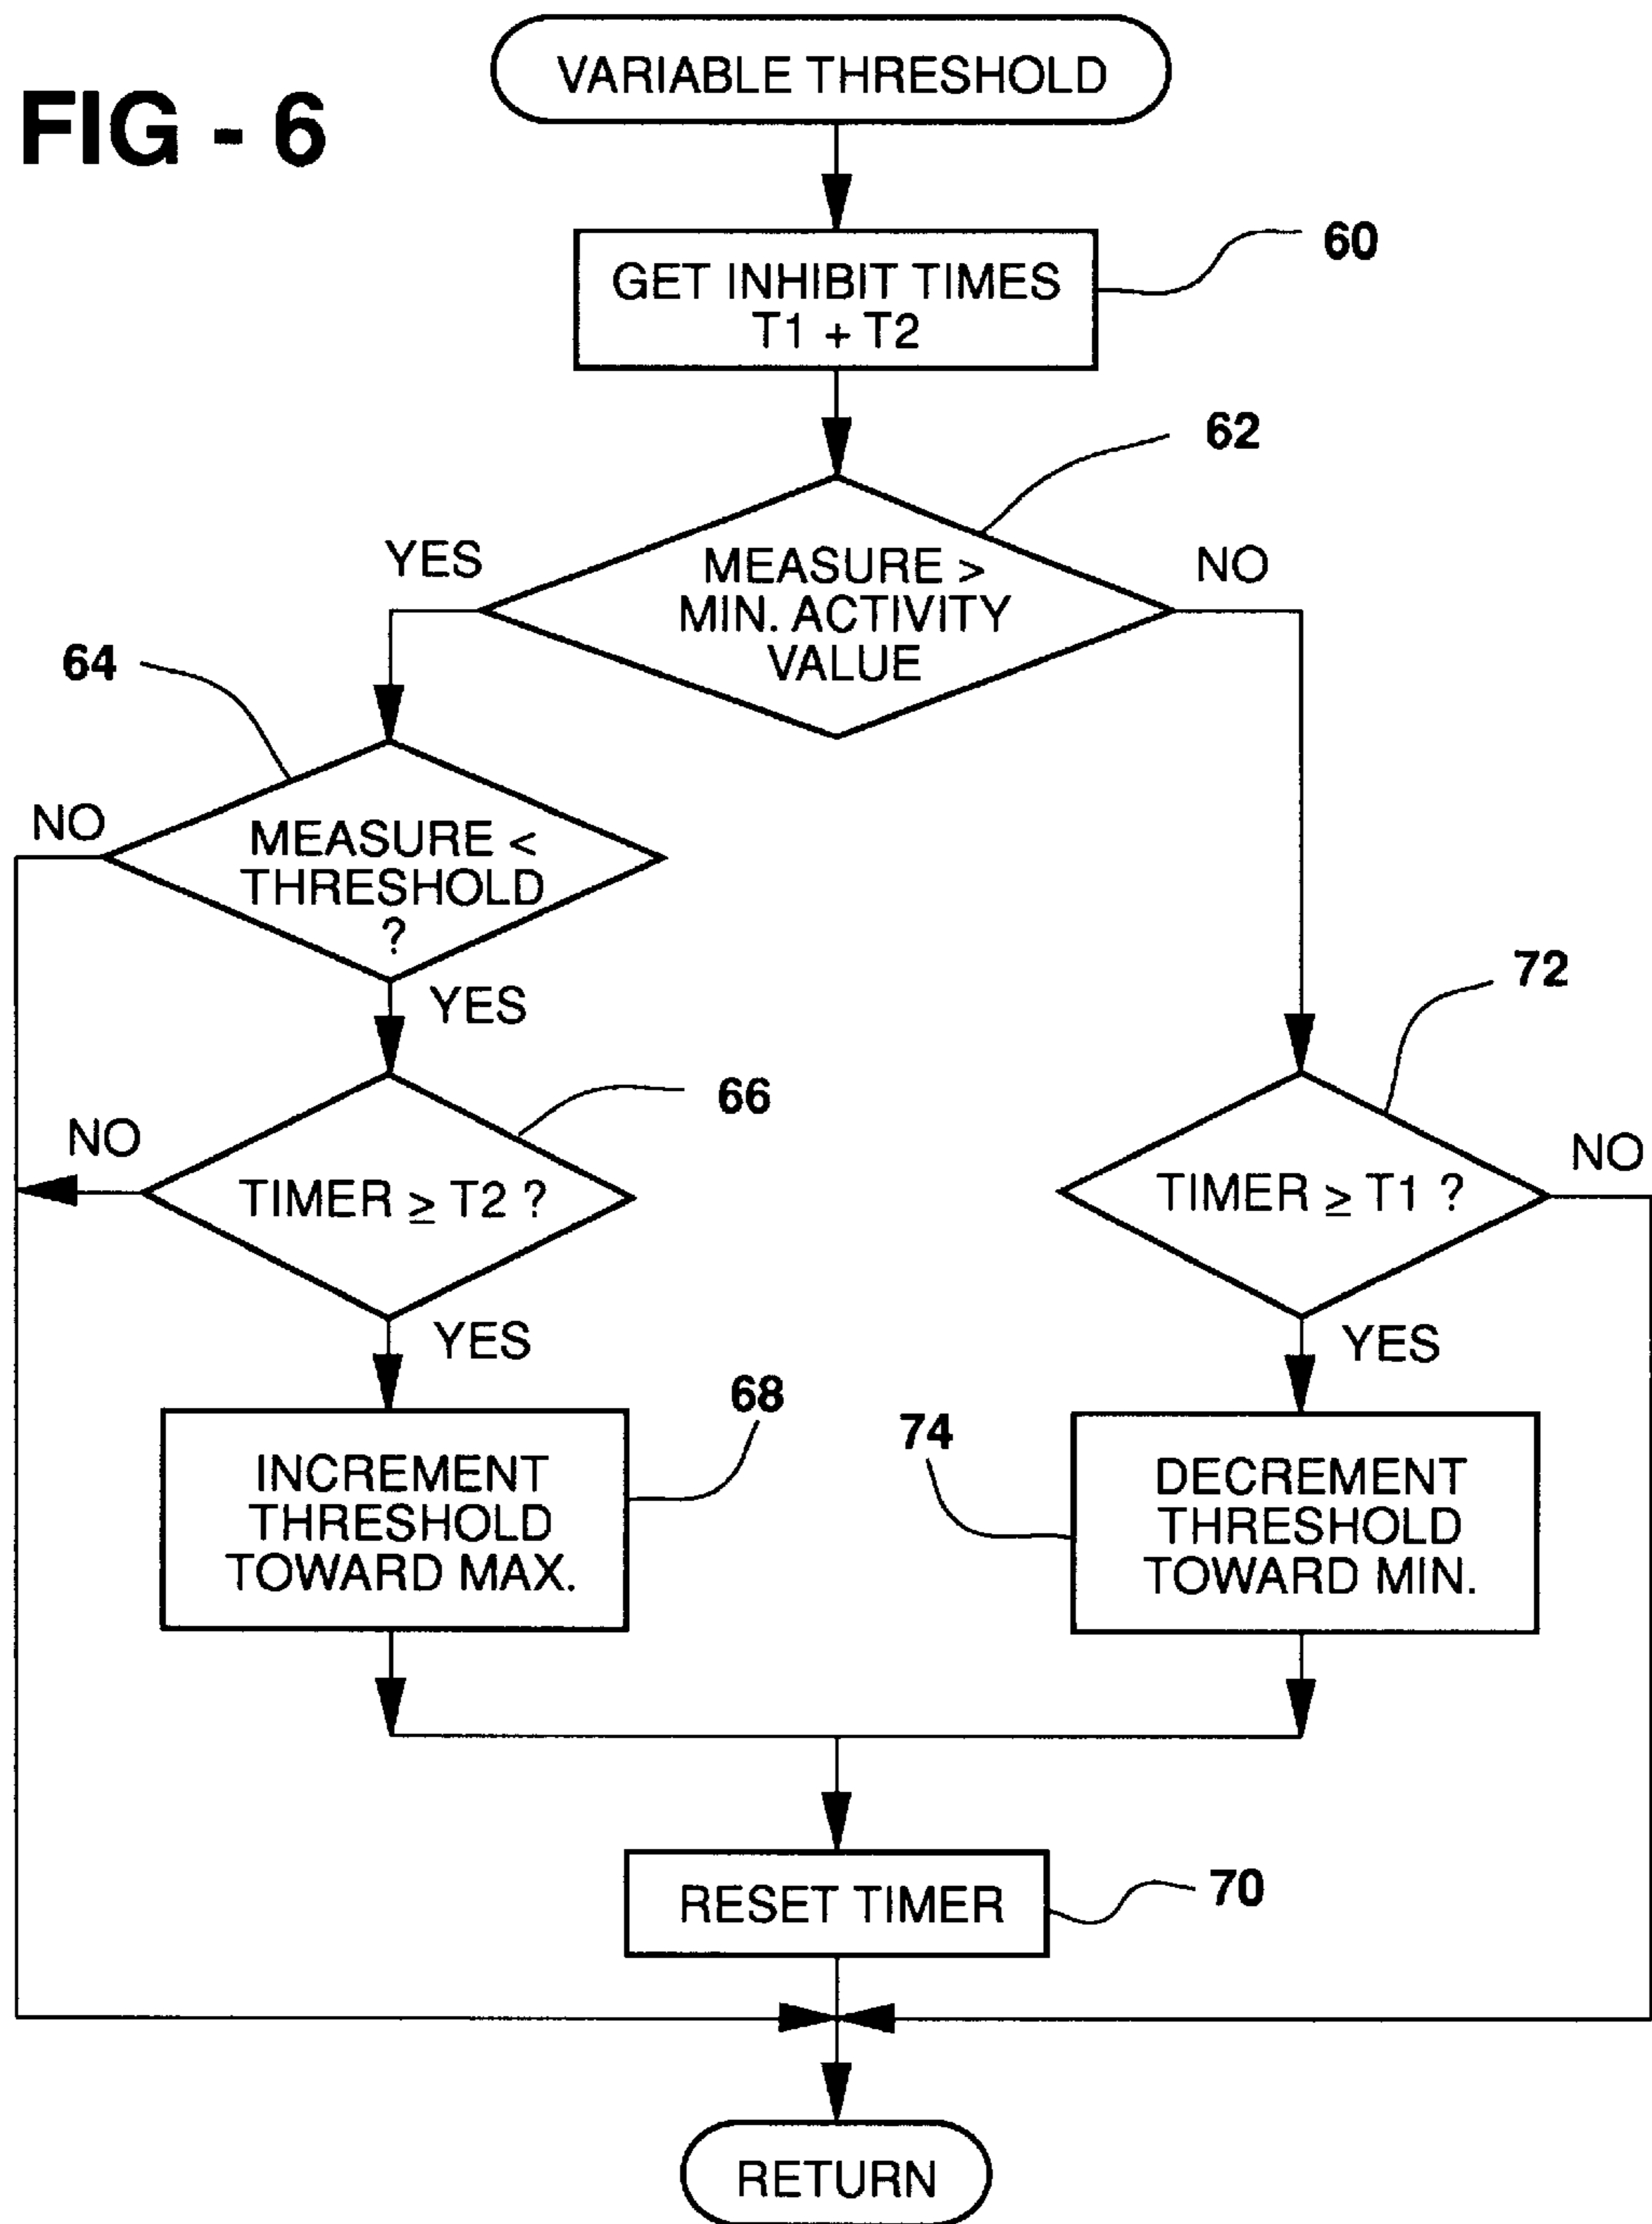 FIG - 6
VARIABLE THRESHOLD
GET INHIBIT TIMES
T1 + T2
60
62
YES
MEASURE >
MIN. ACTIVITY
VALUE
NO
64
NO
MEASURE <
THRESHOLD
?
YES
72
66
NO
TIMER ≥ T2 ?
TIMER ≥ T1 ?
NO
YES
YES
68
74
INCREMENT
THRESHOLD
TOWARD MAX.
DECREMENT
THRESHOLD
TOWARD MIN.
RESET TIMER
70
RETURN